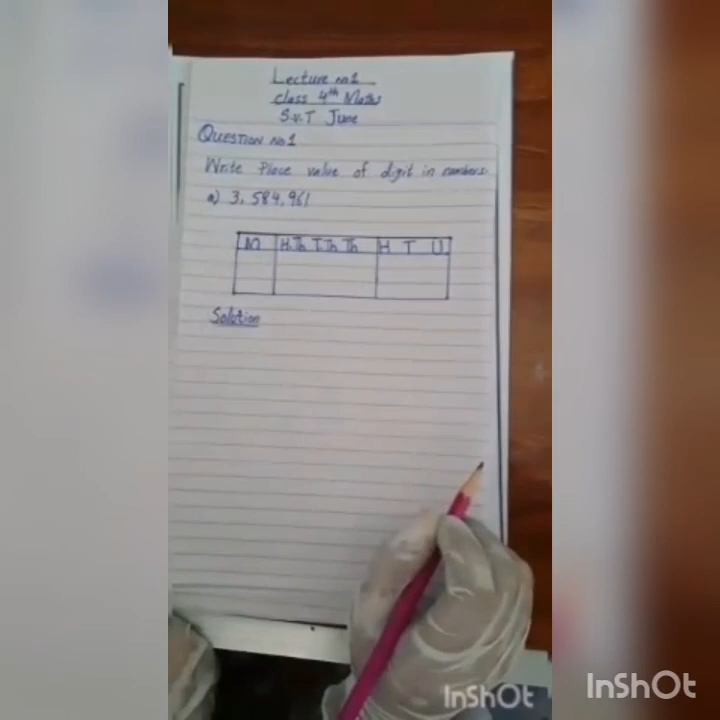 Lecture no 1
Class 4th Maths
S.V.T June
QUESTION No 1
Write Place value of digit in numbers.
a) 3, 584, 961
M H.Th T.Th Th H T U
Solution
InShOt
InShOt